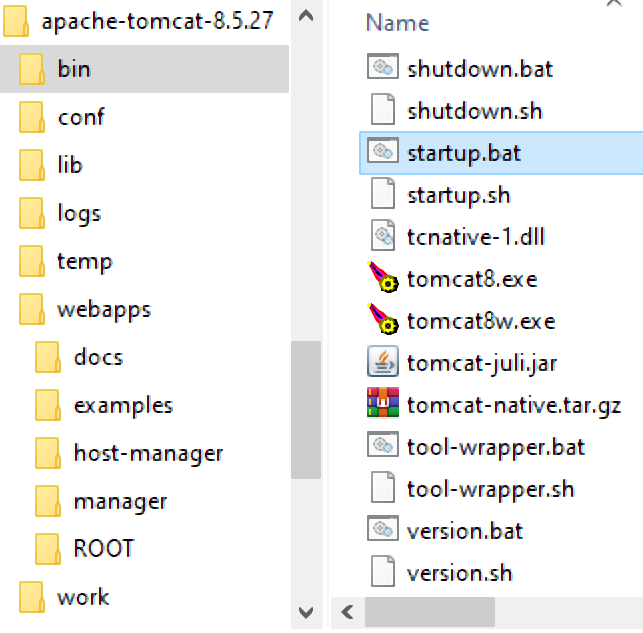 apache-tomcat-8.5.27
bin
conf
lib
logs
temp
webapps
docs
examples
host-manager
manager
ROOT
work
Name
shutdown.bat
shutdown.sh
startup.bat
startup.sh
tcnative-1.dll
tomcat8.exe
tomcat8w.exe
tomcat-juli.jar
tomcat-native.tar.gz
tool-wrapper.bat
tool-wrapper.sh
version.bat
version.sh